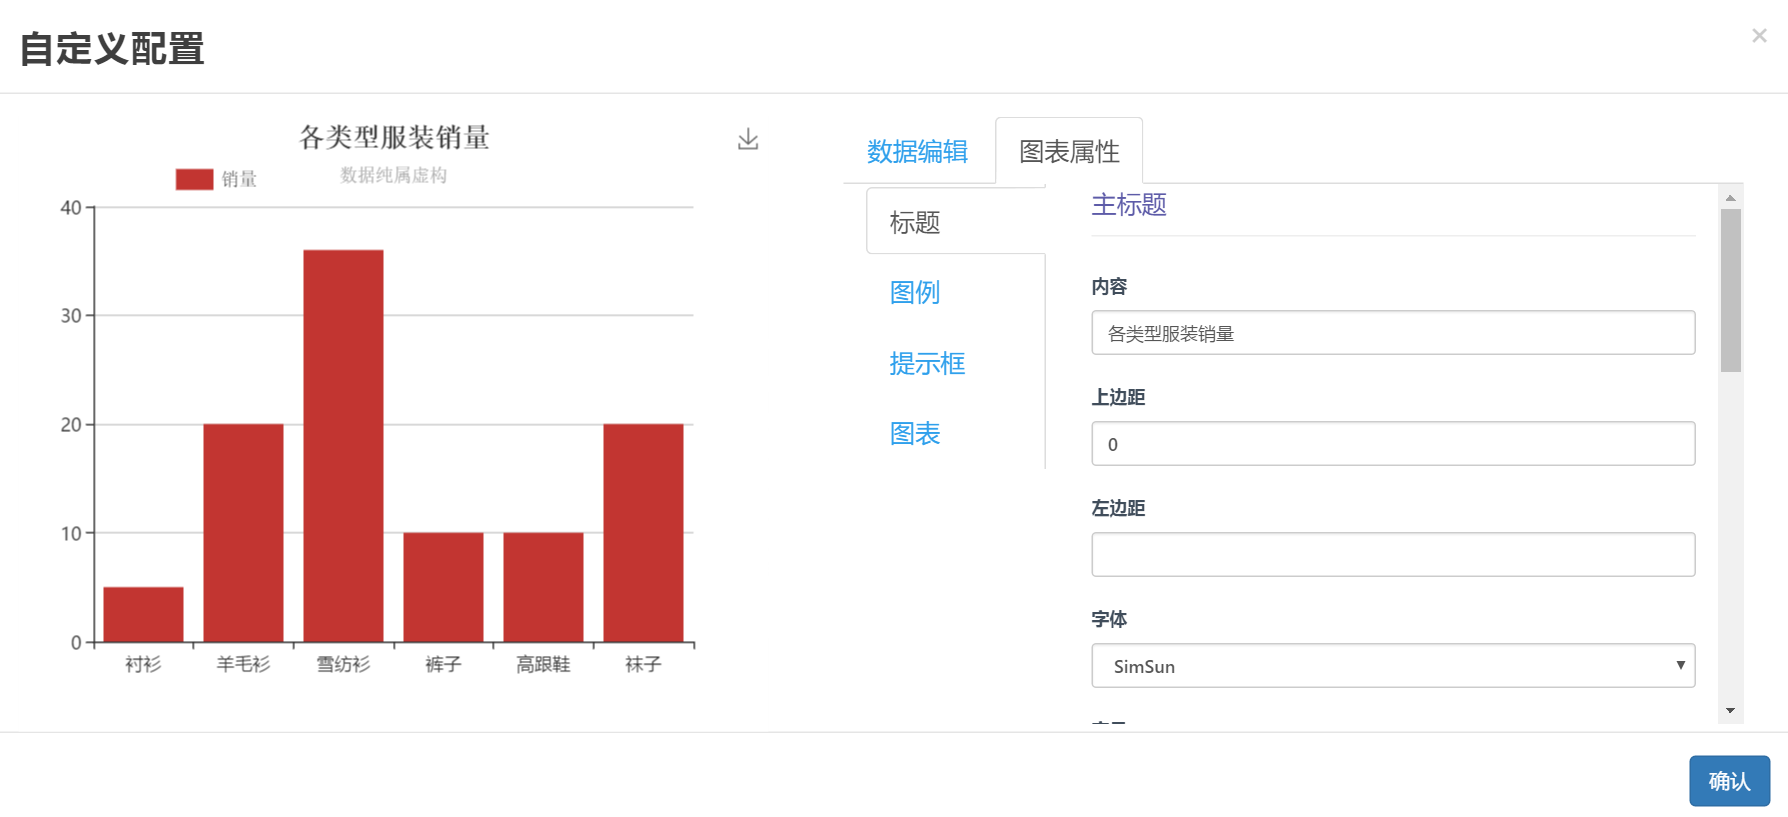 自定义配置
×
各类型服装销量
数据纯属虚构
销量
40
30
20
10
0
衬衫 羊毛衫 雪纺衫 裤子 高跟鞋 袜子
数据编辑 图表属性
标题
图例
提示框
图表
主标题
内容
各类型服装销量
上边距
0
左边距
字体
SimSun
确认